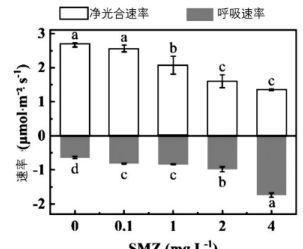 净光合速率 呼吸速率
速率 (μmol·m⁻² s⁻¹)
3
2
1
0
-1
-2
a a b c c
d c c b a
0 0.1 1 2 4
SMZ (mg L⁻¹)